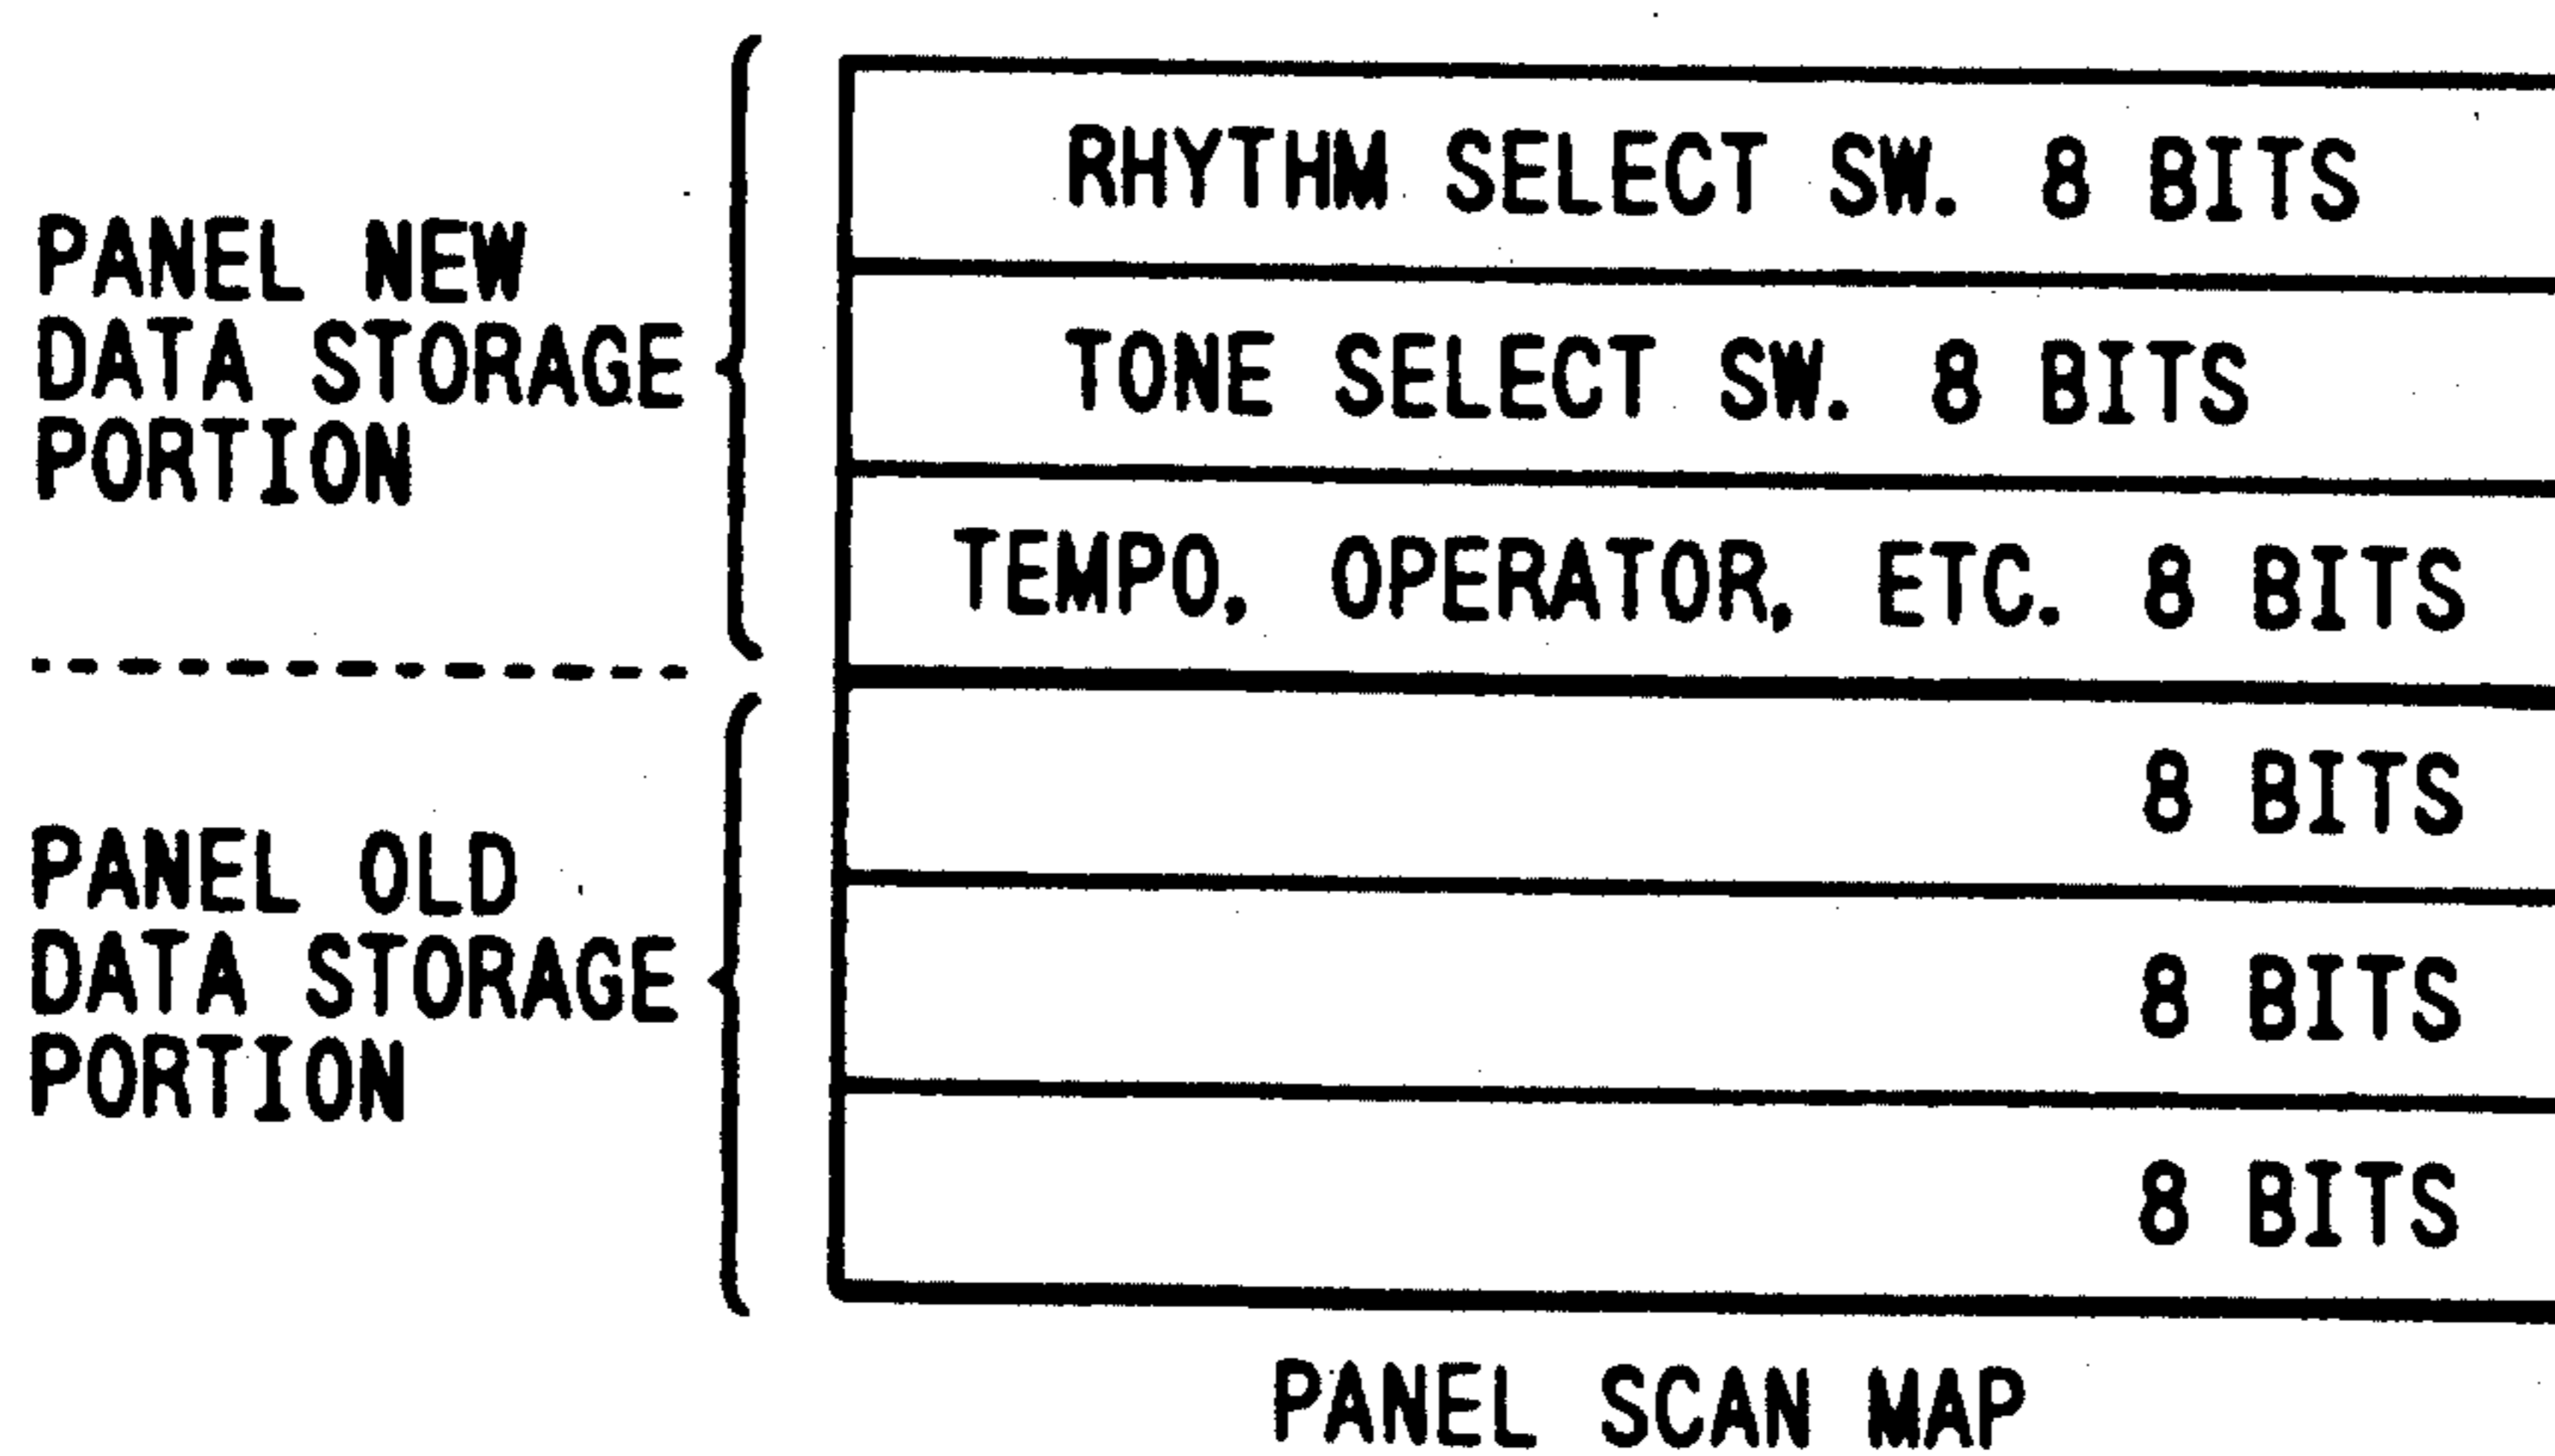 PANEL NEW
DATA STORAGE
PORTION
RHYTHM SELECT SW. 8 BITS
TONE SELECT SW. 8 BITS
TEMPO, OPERATOR, ETC. 8 BITS
PANEL OLD
DATA STORAGE
PORTION
8 BITS
8 BITS
8 BITS
PANEL SCAN MAP